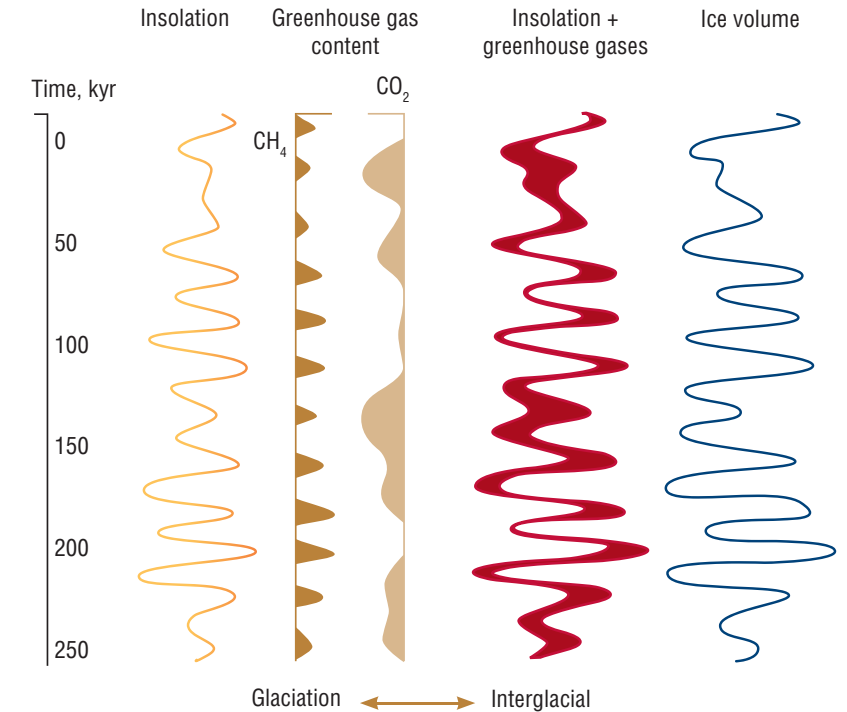 Insolation
Greenhouse gas
content
Insolation +
greenhouse gases
Ice volume
Time, kyr
CH4
CO2
0
50
100
150
200
250
Glaciation
Interglacial